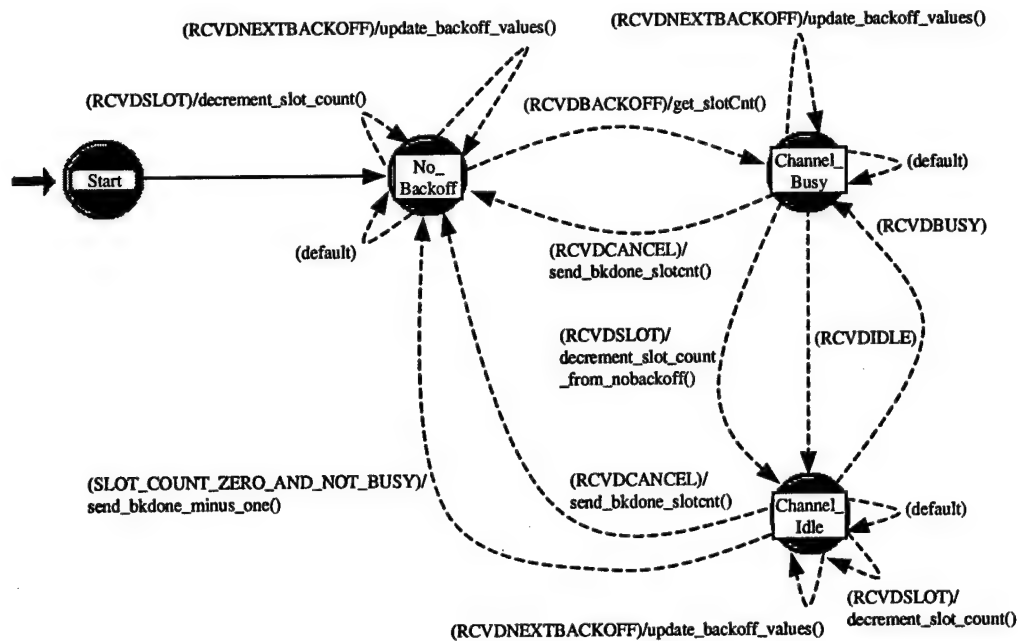 (RCVDNEXTBACKOFF)/update_backoff_values()
(RCVDNEXTBACKOFF)/update_backoff_values()
(RCVDSLOT)/decrement_slot_count()
(RCVDBACKOFF)/get_slotCnt()
Start
No_
Backoff
Channel_
Busy
(default)
(default)
(RCVDCANCEL)/
send_bkdone_slotcnt()
(RCVDBUSY)
(RCVDSLOT)/
decrement_slot_count
_from_nobackoff()
(RCVDIDLE)
(SLOT_COUNT_ZERO_AND_NOT_BUSY)/
send_bkdone_minus_one()
(RCVDCANCEL)/
send_bkdone_slotcnt()
Channel_
Idle
(default)
(RCVDSLOT)/
decrement_slot_count()
(RCVDNEXTBACKOFF)/update_backoff_values()